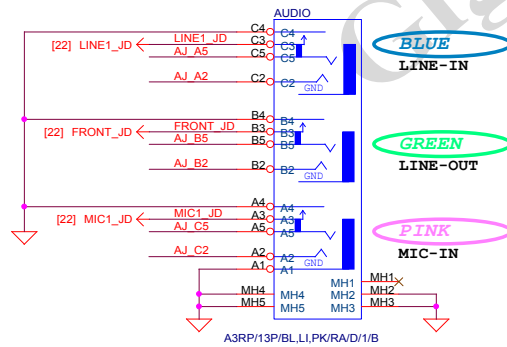 AUDIO
C4 C4
[22] LINE1_JD LINE1_JD C3 C3
AJ_A5 C5 C5
AJ_A2 C2 C2
GND
BLUE
LINE-IN
B4 B4
[22] FRONT_JD FRONT_JD B3 B3
AJ_B5 B5 B5
AJ_B2 B2 B2
GND
GREEN
LINE-OUT
A4 A4
[22] MIC1_JD MIC1_JD A3 A3
AJ_C5 A5 A5
AJ_C2 A2 A2
GND
A1 A1
PINK
MIC-IN
MH1 MH1
MH4 MH4 MH2 MH2
MH5 MH5 MH3 MH3
A3RP/13P/BL,LI,PK/RA/D/1/B